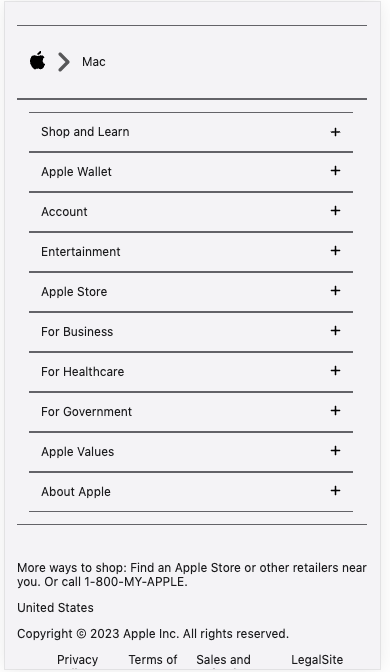 Mac
Shop and Learn
Apple Wallet
Account
Entertainment
Apple Store
For Business
For Healthcare
For Government
Apple Values
About Apple
More ways to shop: Find an Apple Store or other retailers near
you. Or call 1-800-MY-APPLE.
United States
Copyright © 2023 Apple Inc. All rights reserved.
Privacy Terms of Sales and LegalSite